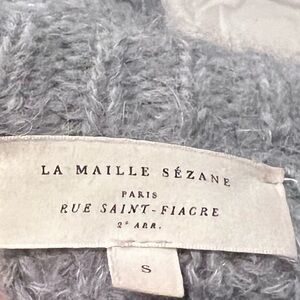 LA MAILLE SÉZANE
PARIS
RUE SAINT-FIACRE
2ᵉ ARR.
S